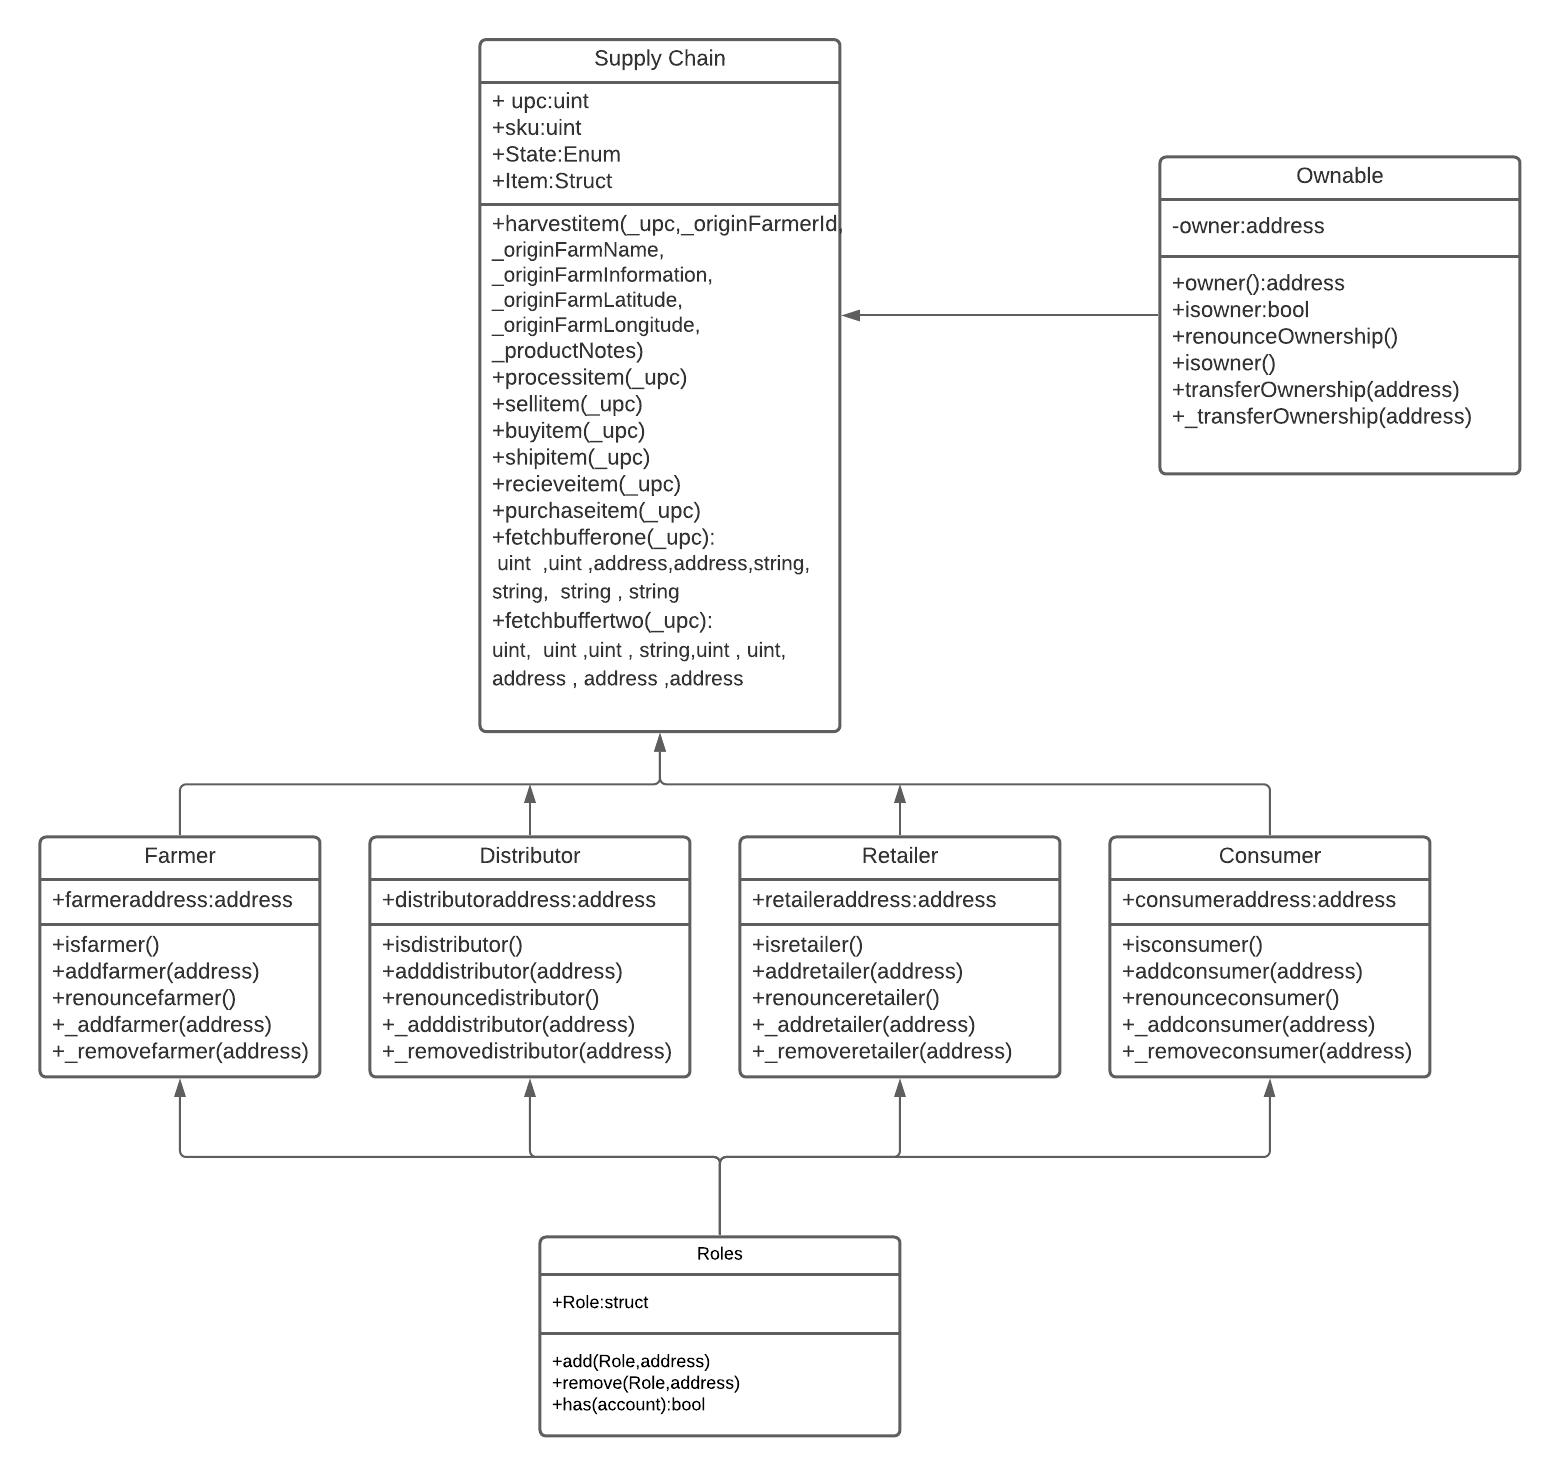 Supply Chain
+ upc:uint
+sku:uint
+State:Enum
+Item:Struct
+harvestitem(_upc,_originFarmerId,
_originFarmName,
_originFarmInformation,
_originFarmLatitude,
_originFarmLongitude,
_productNotes)
+processitem(_upc)
+sellitem(_upc)
+buyitem(_upc)
+shipitem(_upc)
+recieveitem(_upc)
+purchaseitem(_upc)
+fetchbufferone(_upc):
uint  ,uint ,address,address,string,
string,  string , string
+fetchbuffertwo(_upc):
uint,  uint ,uint , string,uint , uint,
address , address ,address
Ownable
-owner:address
+owner():address
+isowner:bool
+renounceOwnership()
+isowner()
+transferOwnership(address)
+_transferOwnership(address)
Farmer
+farmeraddress:address
+isfarmer()
+addfarmer(address)
+renouncefarmer()
+_addfarmer(address)
+_removefarmer(address)
Distributor
+distributoraddress:address
+isdistributor()
+adddistributor(address)
+renouncedistributor()
+_adddistributor(address)
+_removedistributor(address)
Retailer
+retaileraddress:address
+isretailer()
+addretailer(address)
+renounceretailer()
+_addretailer(address)
+_removeretailer(address)
Consumer
+consumeraddress:address
+isconsumer()
+addconsumer(address)
+renounceconsumer()
+_addconsumer(address)
+_removeconsumer(address)
Roles
+Role:struct
+add(Role,address)
+remove(Role,address)
+has(account):bool